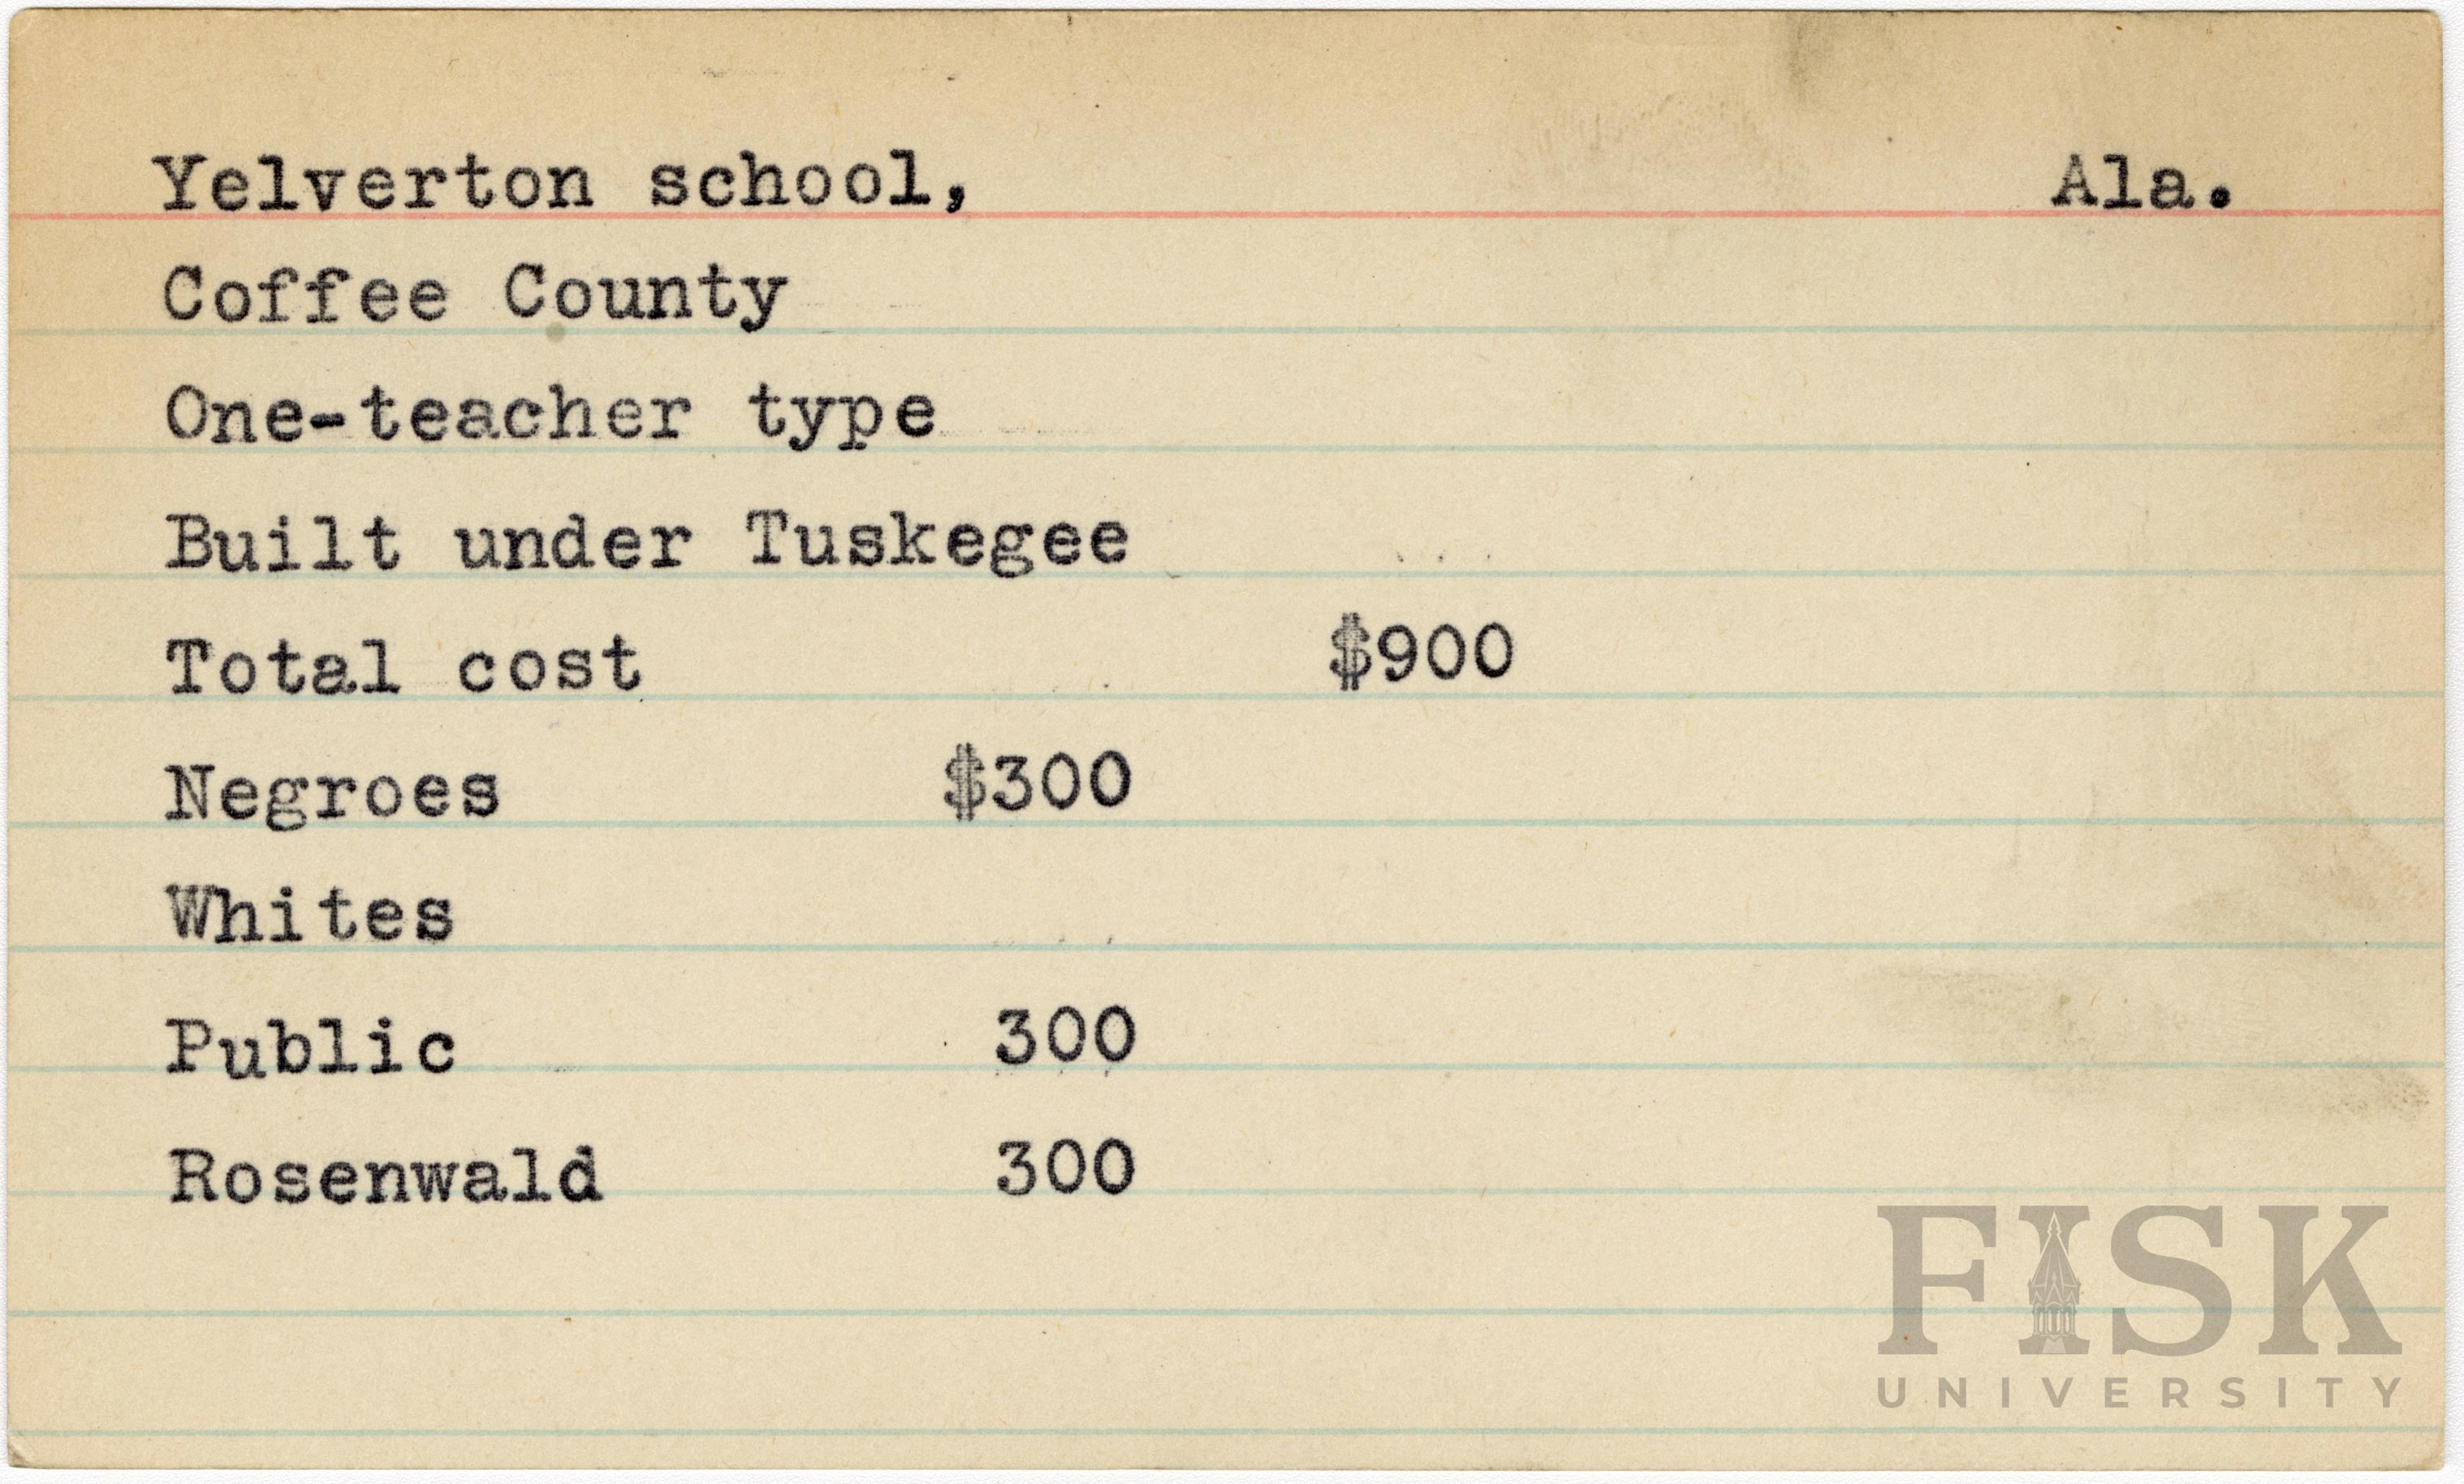 Yelverton school, Ala.
Coffee County
One-teacher type
Built under Tuskegee
Total cost $900
Negroes $300
Whites
Public 300
Rosenwald 300
FISK
UNIVERSITY